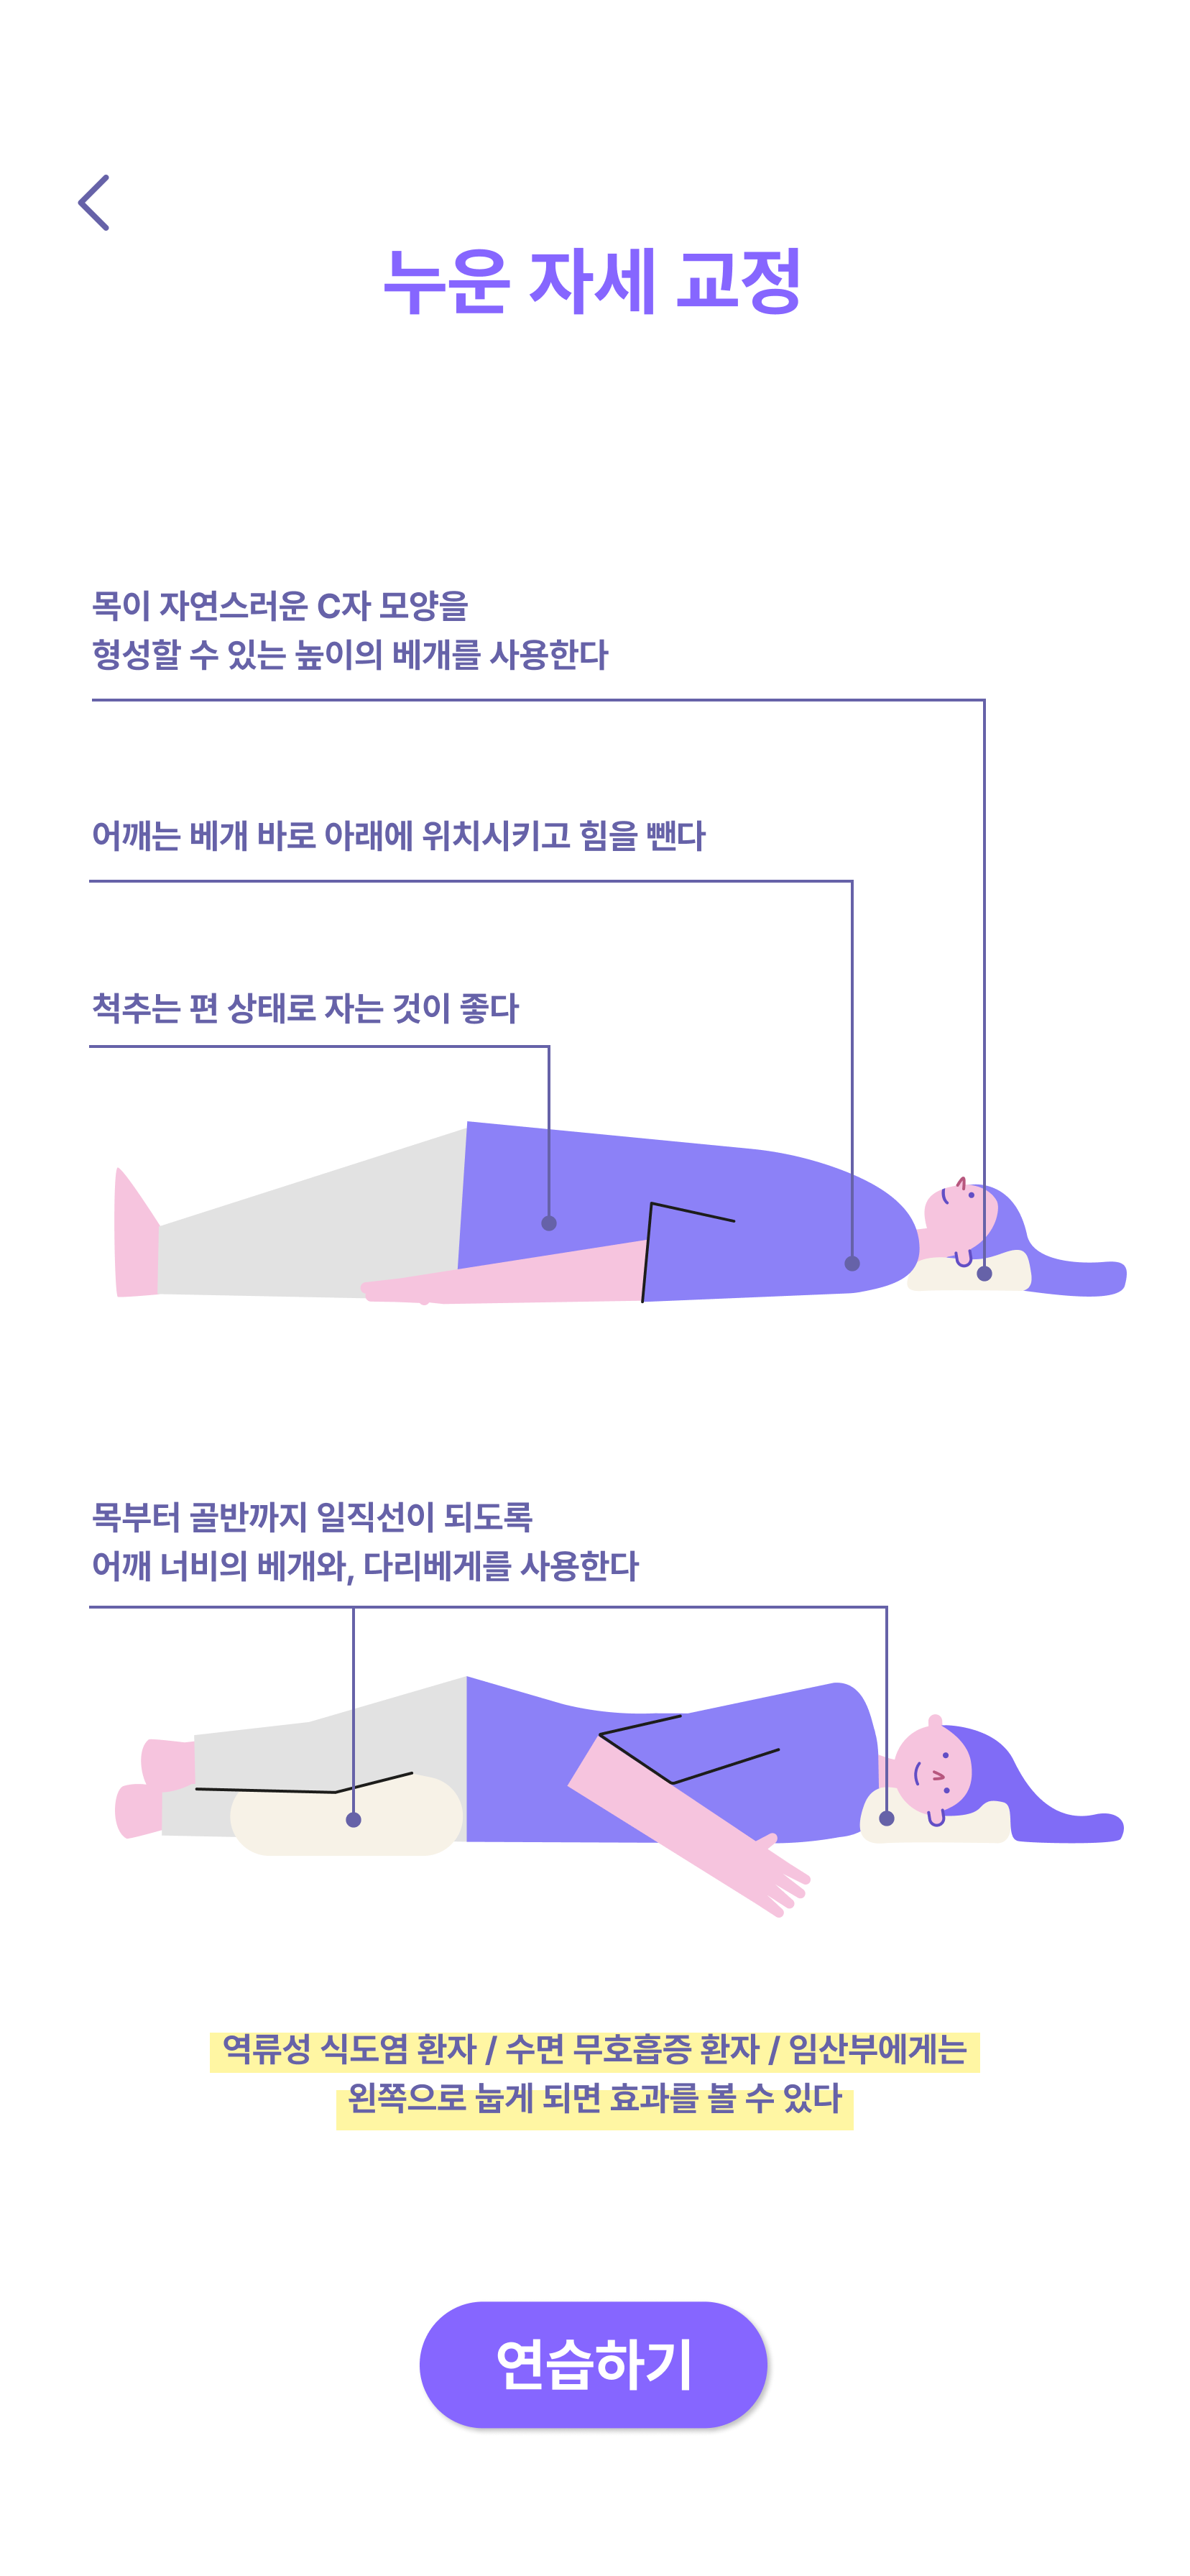 누운 자세 교정
목이 자연스러운 C자 모양을
형성할 수 있는 높이의 베개를 사용한다
어깨는 베개 바로 아래에 위치시키고 힘을 뺀다
척추는 편 상태로 자는 것이 좋다
목부터 골반까지 일직선이 되도록
어깨 너비의 베개와, 다리베게를 사용한다
역류성 식도염 환자 / 수면 무호흡증 환자 / 임산부에게는
왼쪽으로 눕게 되면 효과를 볼 수 있다
연습하기